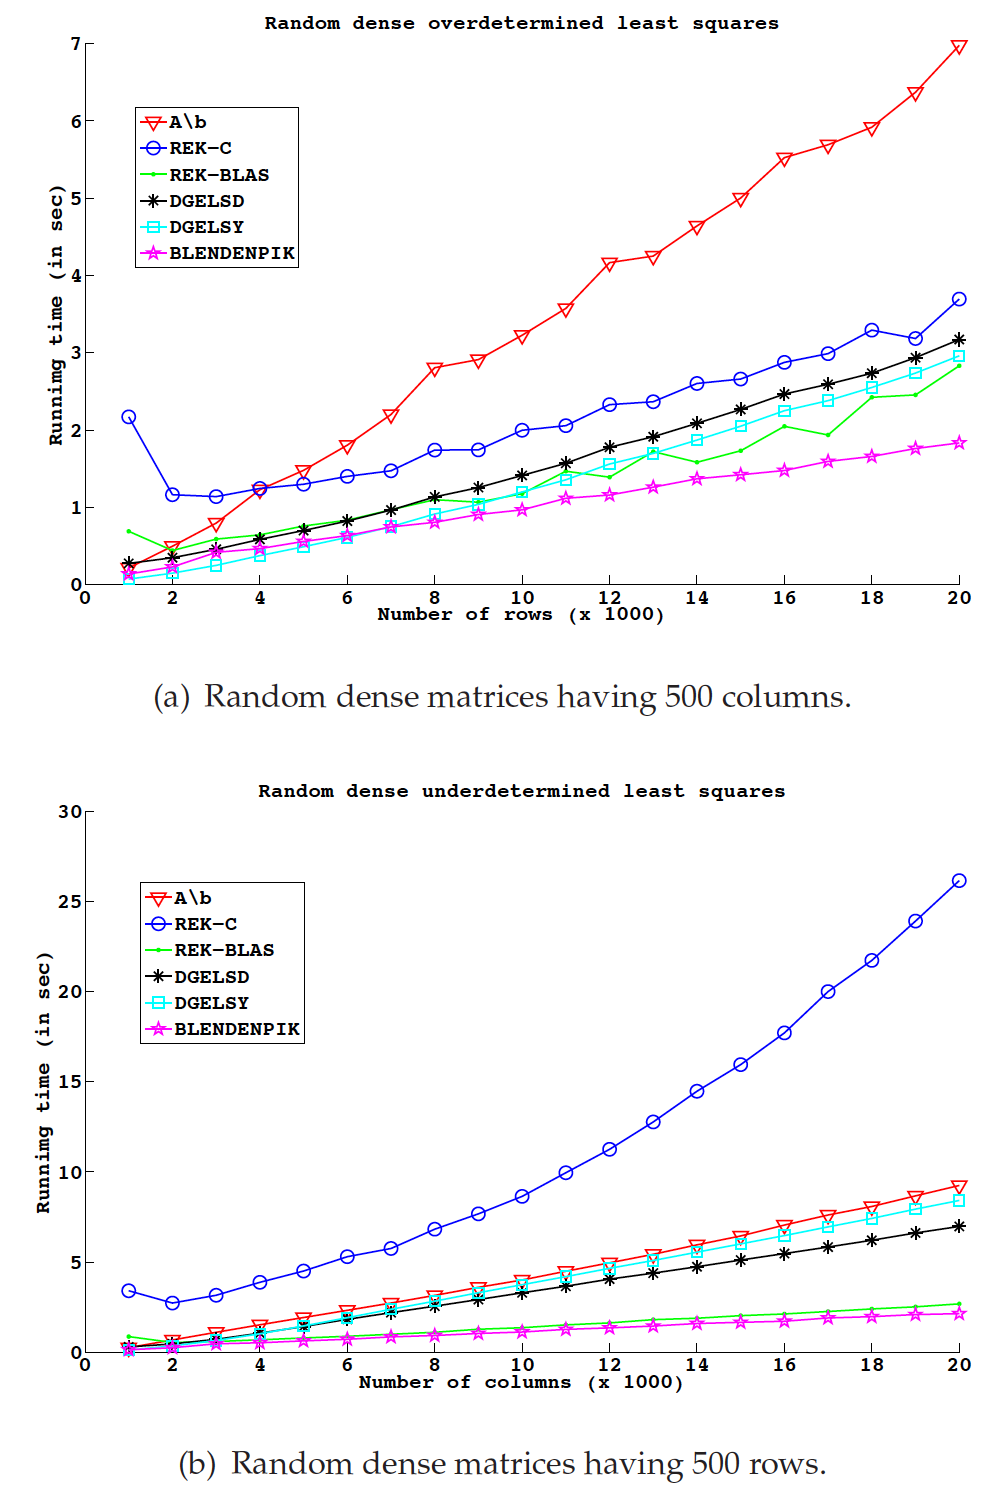 Random dense overdetermined least squares
7
6
5
4
3
2
1
0
Runnimg time (in sec)
A\b
REK-C
REK-BLAS
DGELSD
DGELSY
BLENDENPIK
0 2 4 6 8 10 12 14 16 18 20
Number of rows (x 1000)
(a) Random dense matrices having 500 columns.
Random dense underdetermined least squares
30
25
20
15
10
5
0
Runnimg time (in sec)
A\b
REK-C
REK-BLAS
DGELSD
DGELSY
BLENDENPIK
0 2 4 6 8 10 12 14 16 18 20
Number of columns (x 1000)
(b) Random dense matrices having 500 rows.